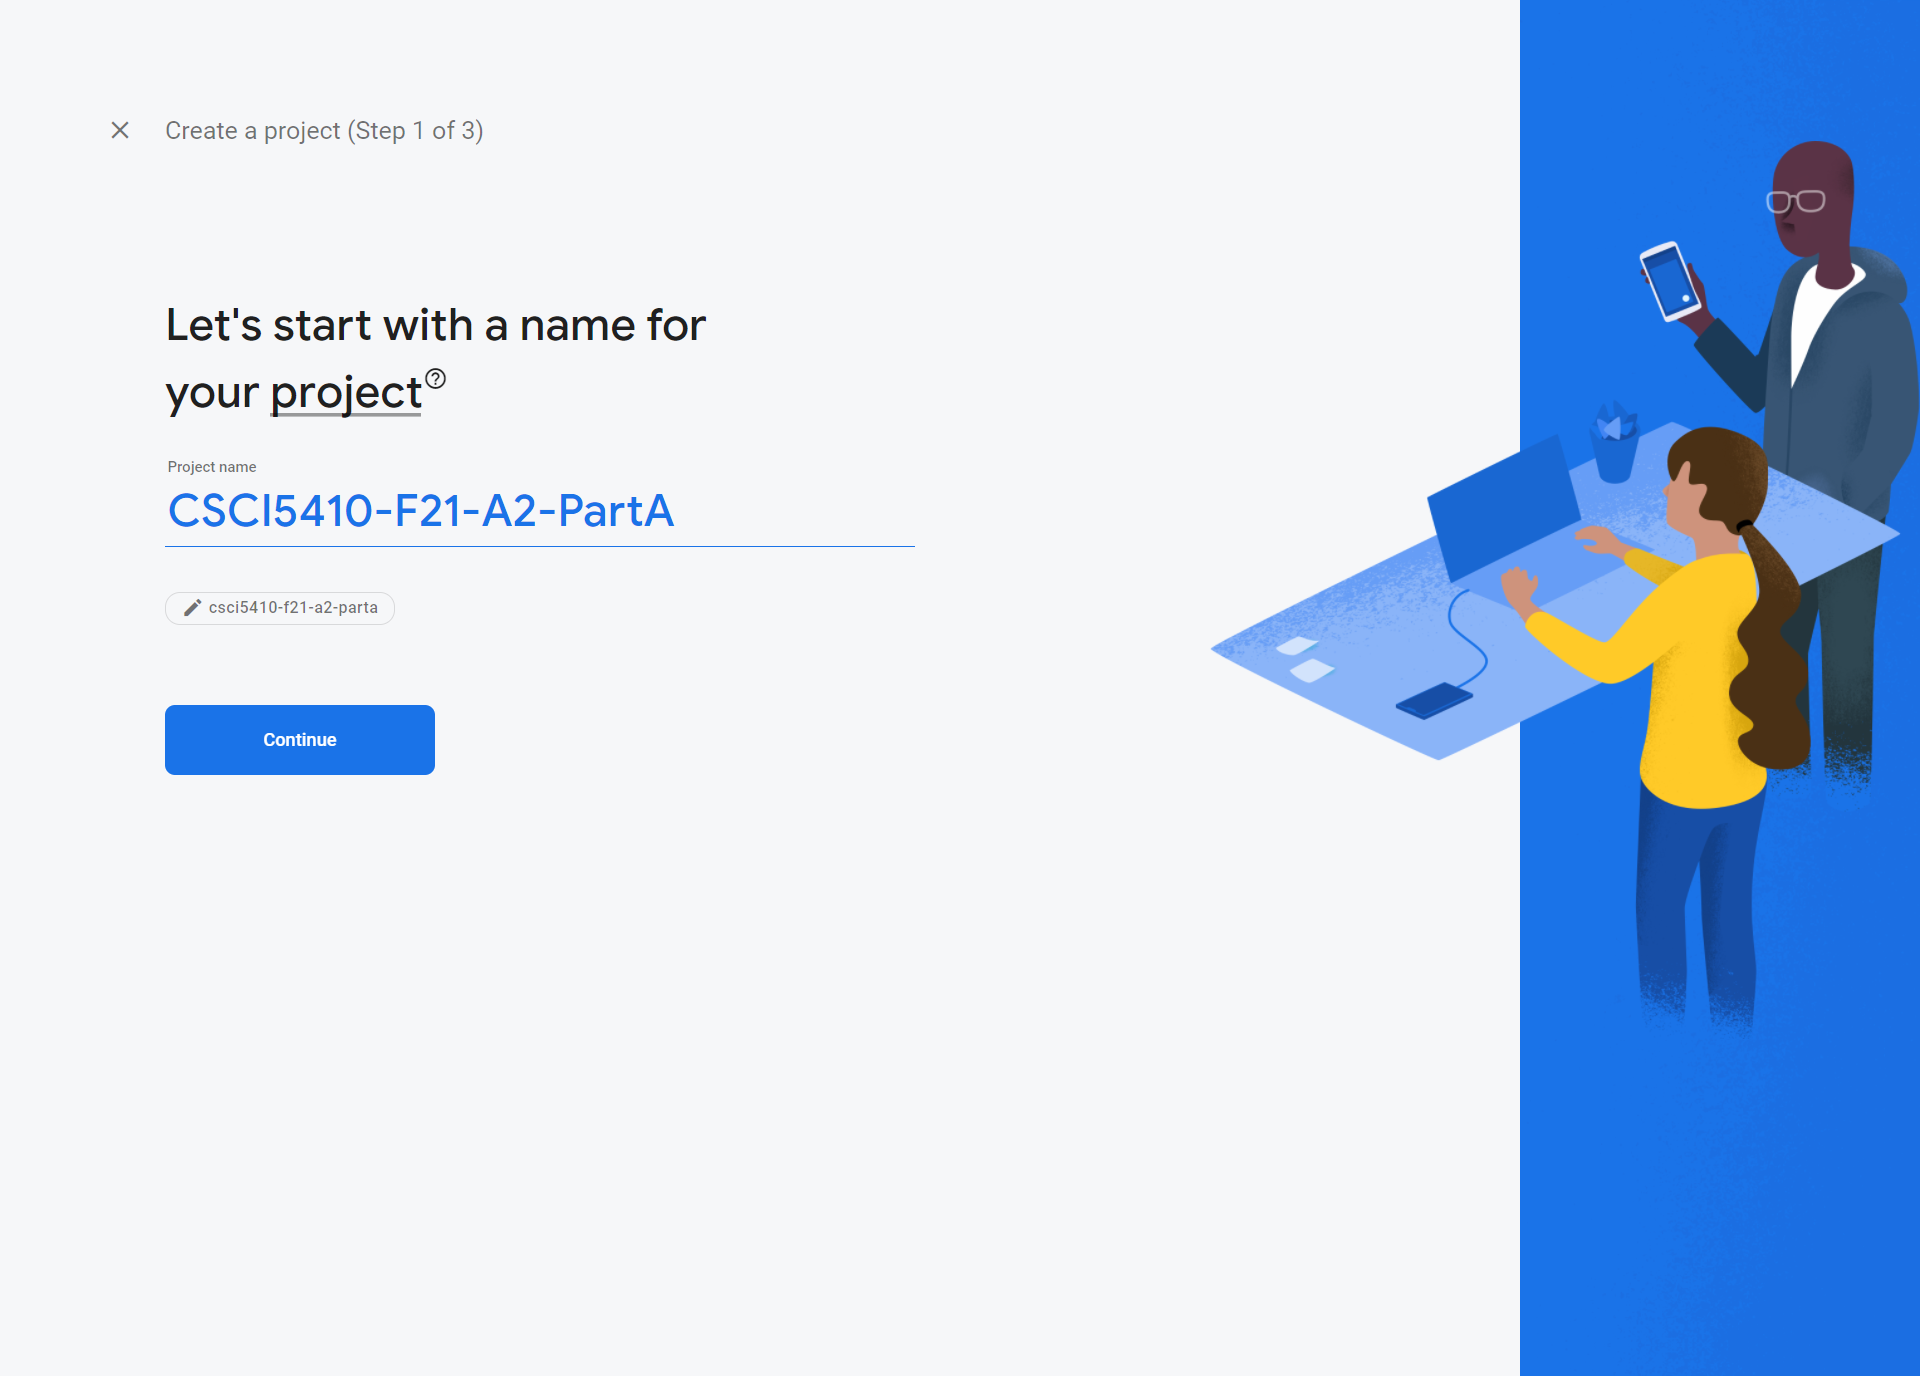 Create a project (Step 1 of 3)
Let's start with a name for
your project
Project name
CSCI5410-F21-A2-PartA
csci5410-f21-a2-parta
Continue